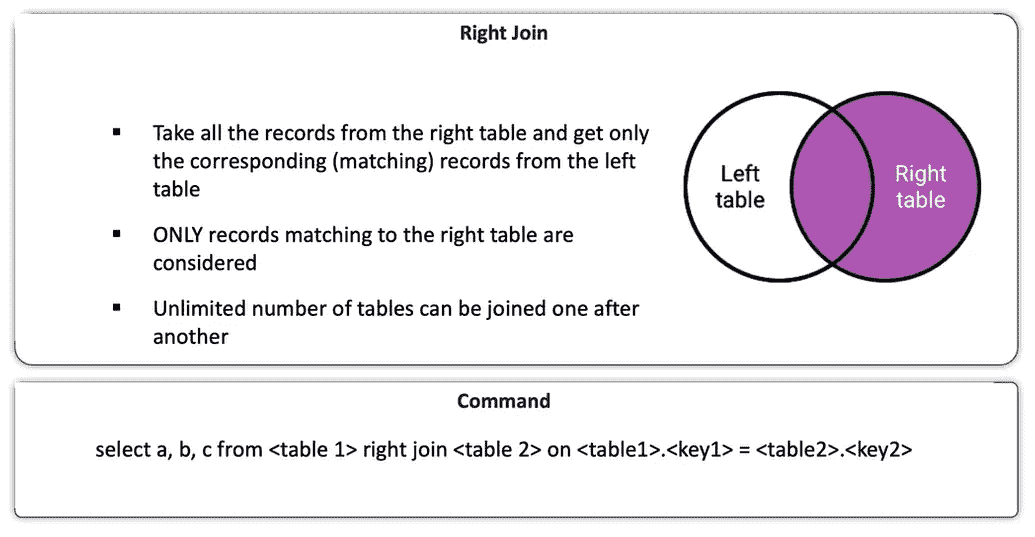 Right Join
▪ Take all the records from the right table and get only
the corresponding (matching) records from the left
table
▪ ONLY records matching to the right table are
considered
▪ Unlimited number of tables can be joined one after
another
Left
table
Right
table
Command
select a, b, c from <table 1> right join <table 2> on <table1>.<key1> = <table2>.<key2>